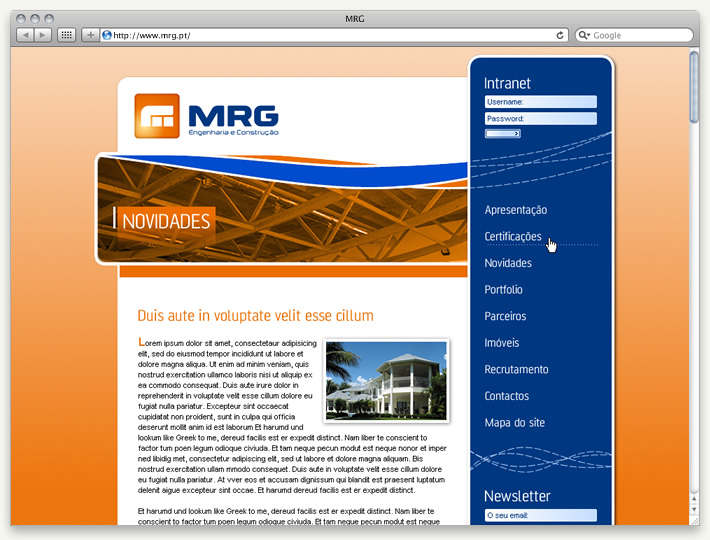 MRG
http://www.mrg.pt/
Google
MRG
Engenharia e Construção
NOVIDADES
Duis aute in voluptate velit esse cillum
Lorem ipsum dolor sit amet, consectetaur adipisicing
elit, sed do eiusmod tempor incididunt ut labore et
dolore magna aliqua. Ut enim ad minim veniam, quis
nostrud exercitation ullamco laboris nisi ut aliquip ex
ea commodo consequat. Duis aute irure dolor in
reprehenderit in voluptate velit esse cillum dolore eu
fugiat nulla pariatur. Excepteur sint occaecat
cupidatat non proident, sunt in culpa qui officia
deserunt mollit anim id est laborum Et harumd und
lookum like Greek to me, dereud facilis est er expedit distinct. Nam liber te conscient to
factor tum poen legum odioque civiuda. Et tam neque pecun modut est neque nonor et imper
ned libidig met, consectetur adipiscing elit, sed ut labore et dolore magna aliquam. Bis
nostrud exercitation ullam mmodo consequet. Duis aute in voluptate velit esse cillum dolore
eu fugiat nulla pariatur. At vver eos et accusam dignissum qui blandit est praesent luptatum
delenit aigue excepteur sint occae. Et harumd dereud facilis est er expedit distinct.
Et harumd und lookum like Greek to me, dereud facilis est er expedit distinct. Nam liber te
conscient to factor tum poen legum odioque civiuda. Et tam neque pecun modut est neque
Intranet
Username:
Password:
Apresentação
Certificações
Novidades
Portfolio
Parceiros
Imóveis
Recrutamento
Contactos
Mapa do site
Newsletter
O seu email: